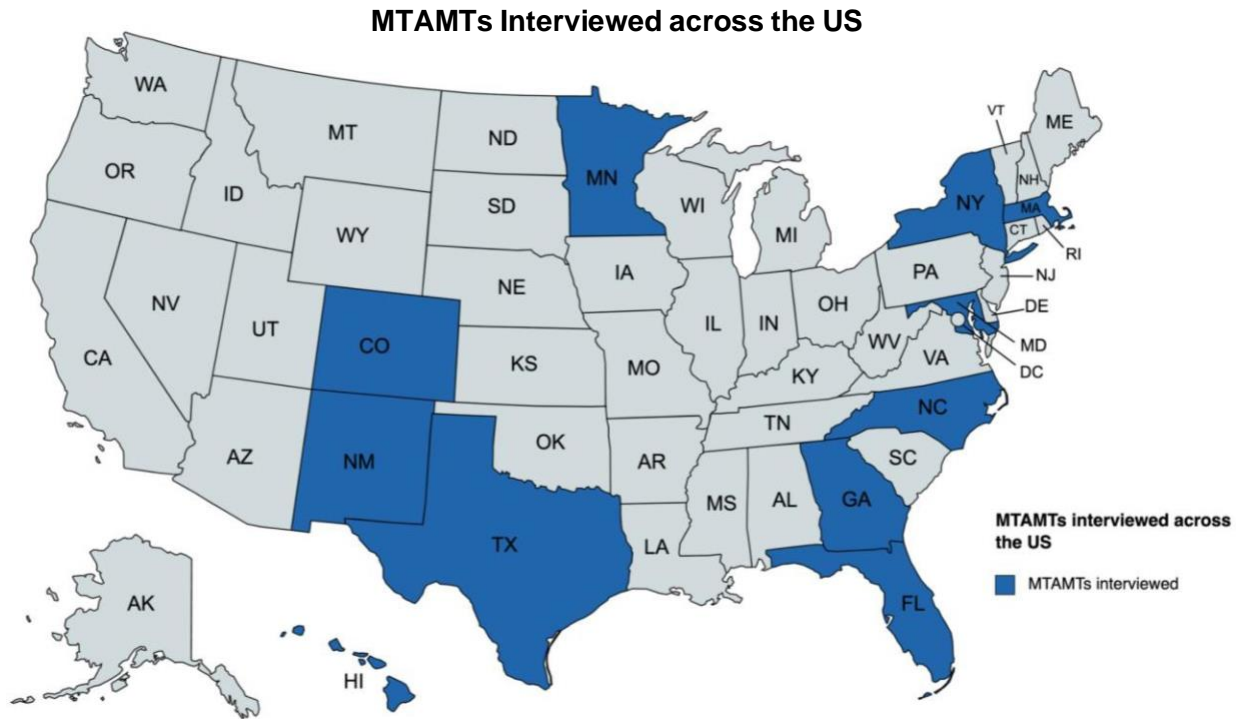 MTAMTs Interviewed across the US
WA
MT
ND
MN
VT
ME
OR
ID
SD
WI
NH
NY
MA
WY
MI
CT
RI
IA
PA
NJ
NE
OH
DE
NV
UT
IL
IN
MD
CO
WV
VA
DC
CA
KS
MO
KY
NC
TN
AZ
NM
OK
AR
SC
MS
AL
GA
MTAMTs interviewed across
the US
TX
LA
MTAMTs interviewed
AK
FL
HI